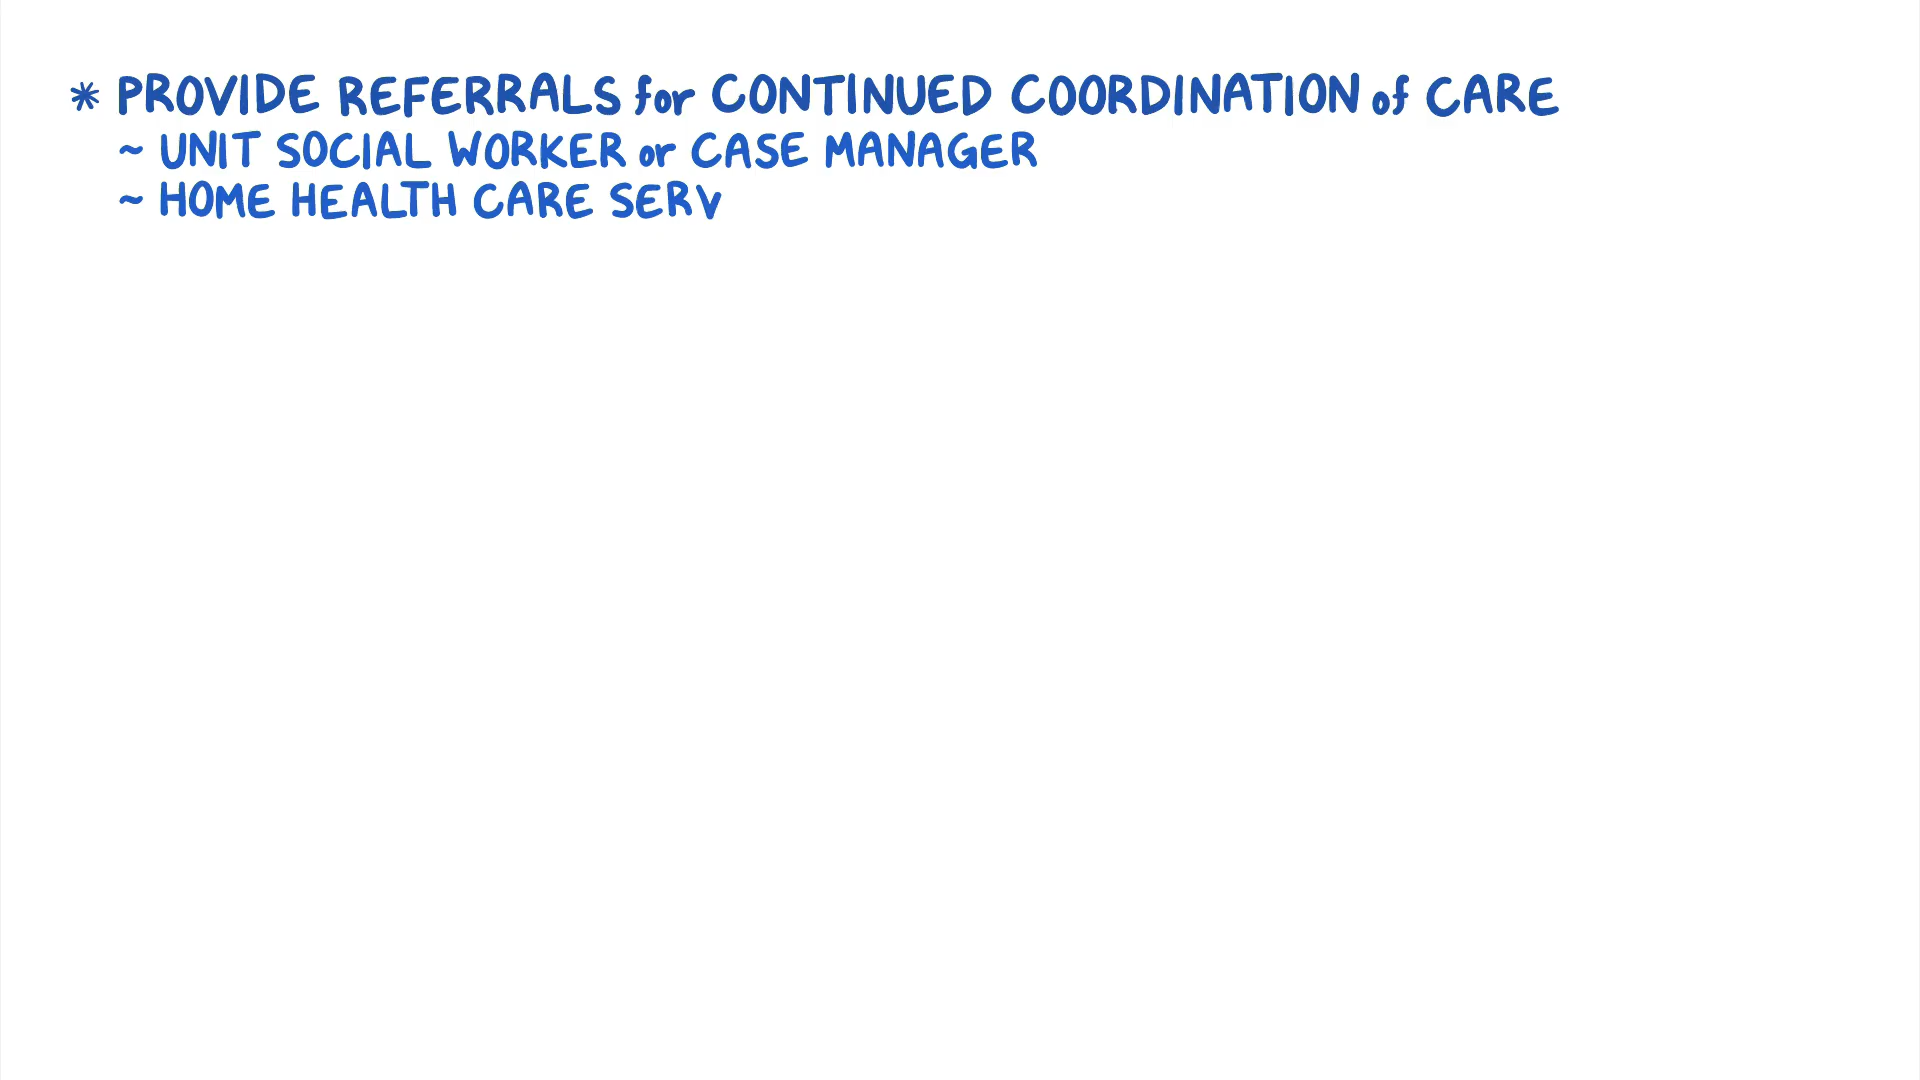 * PROVIDE REFERRALS for CONTINUED COORDINATION of CARE
~ UNIT SOCIAL WORKER or CASE MANAGER
~ HOME HEALTH CARE SERV